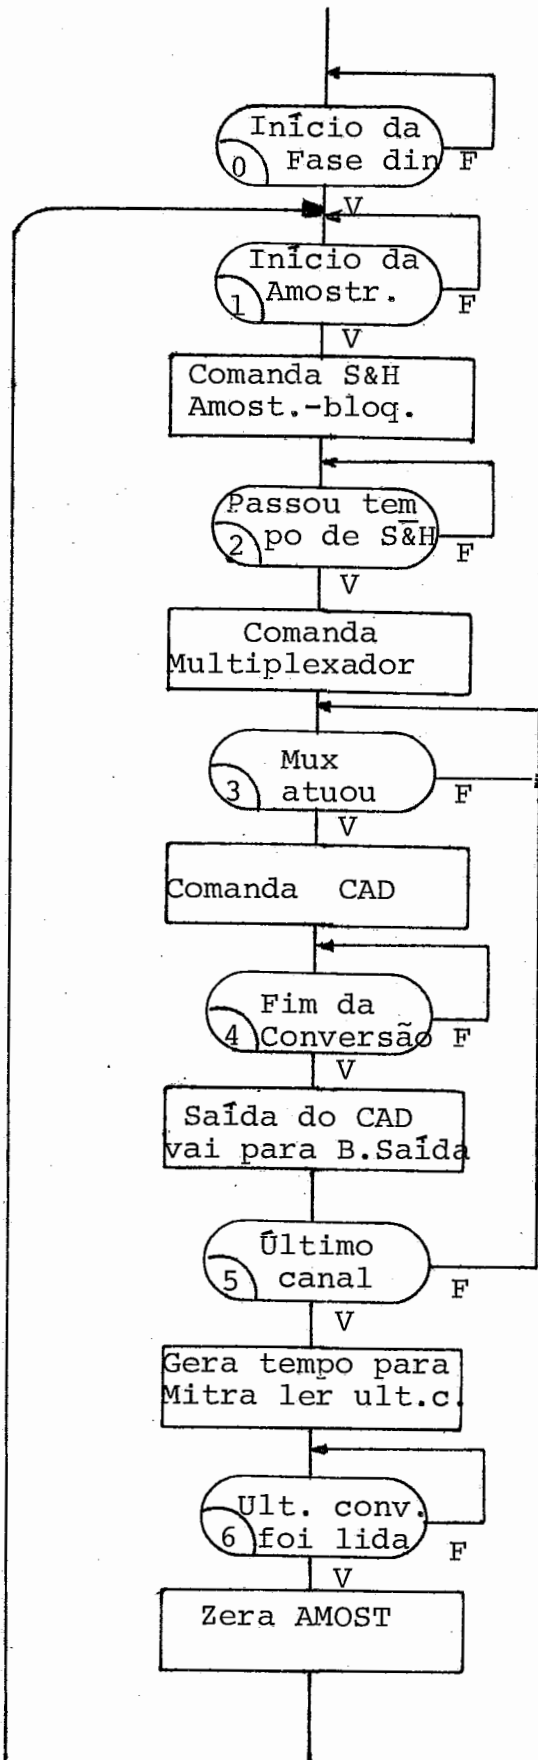 Início da
Fase din
0
F
V
Início da
Amostr.
1
F
V
Comanda S&H
Amost.-bloq.
Passou tem
po de S&H
2
F
V
Comanda
Multiplexador
Mux
atuou
3
F
V
Comanda CAD
Fim da
Conversão
4
F
V
Saída do CAD
vai para B.Saída
Último
canal
5
F
V
Gera tempo para
Mitra ler ult.c.
Ult. conv.
foi lida
6
F
V
Zera AMOST